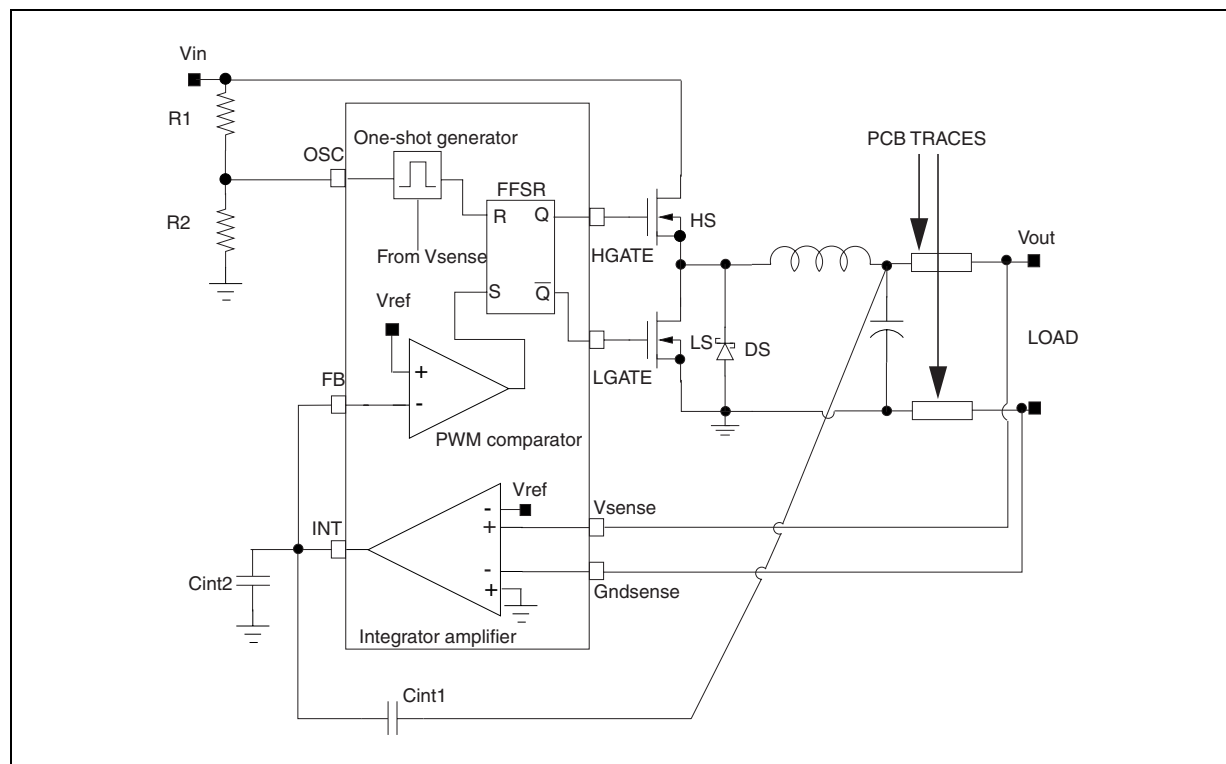 Vin
R1
One-shot generator
PCB TRACES
OSC
FFSR
R
Q
HS
R2
Vout
From Vsense
HGATE
S
Q
Vref
LS
DS
LOAD
FB
+
LGATE
-
PWM comparator
Vref
Vsense
-
INT
+
Cint2
-
Gndsense
+
Integrator amplifier
Cint1